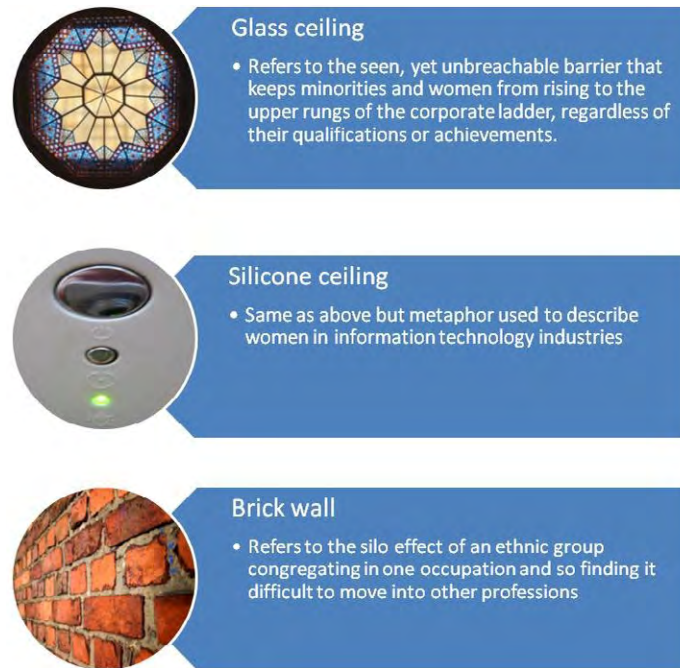 Glass ceiling
• Refers to the seen, yet unbreachable barrier that
keeps minorities and women from rising to the
upper rungs of the corporate ladder, regardless of
their qualifications or achievements.
Silicone ceiling
• Same as above but metaphor used to describe
women in information technology industries
Brick wall
• Refers to the silo effect of an ethnic group
congregating in one occupation and so finding it
difficult to move into other professions